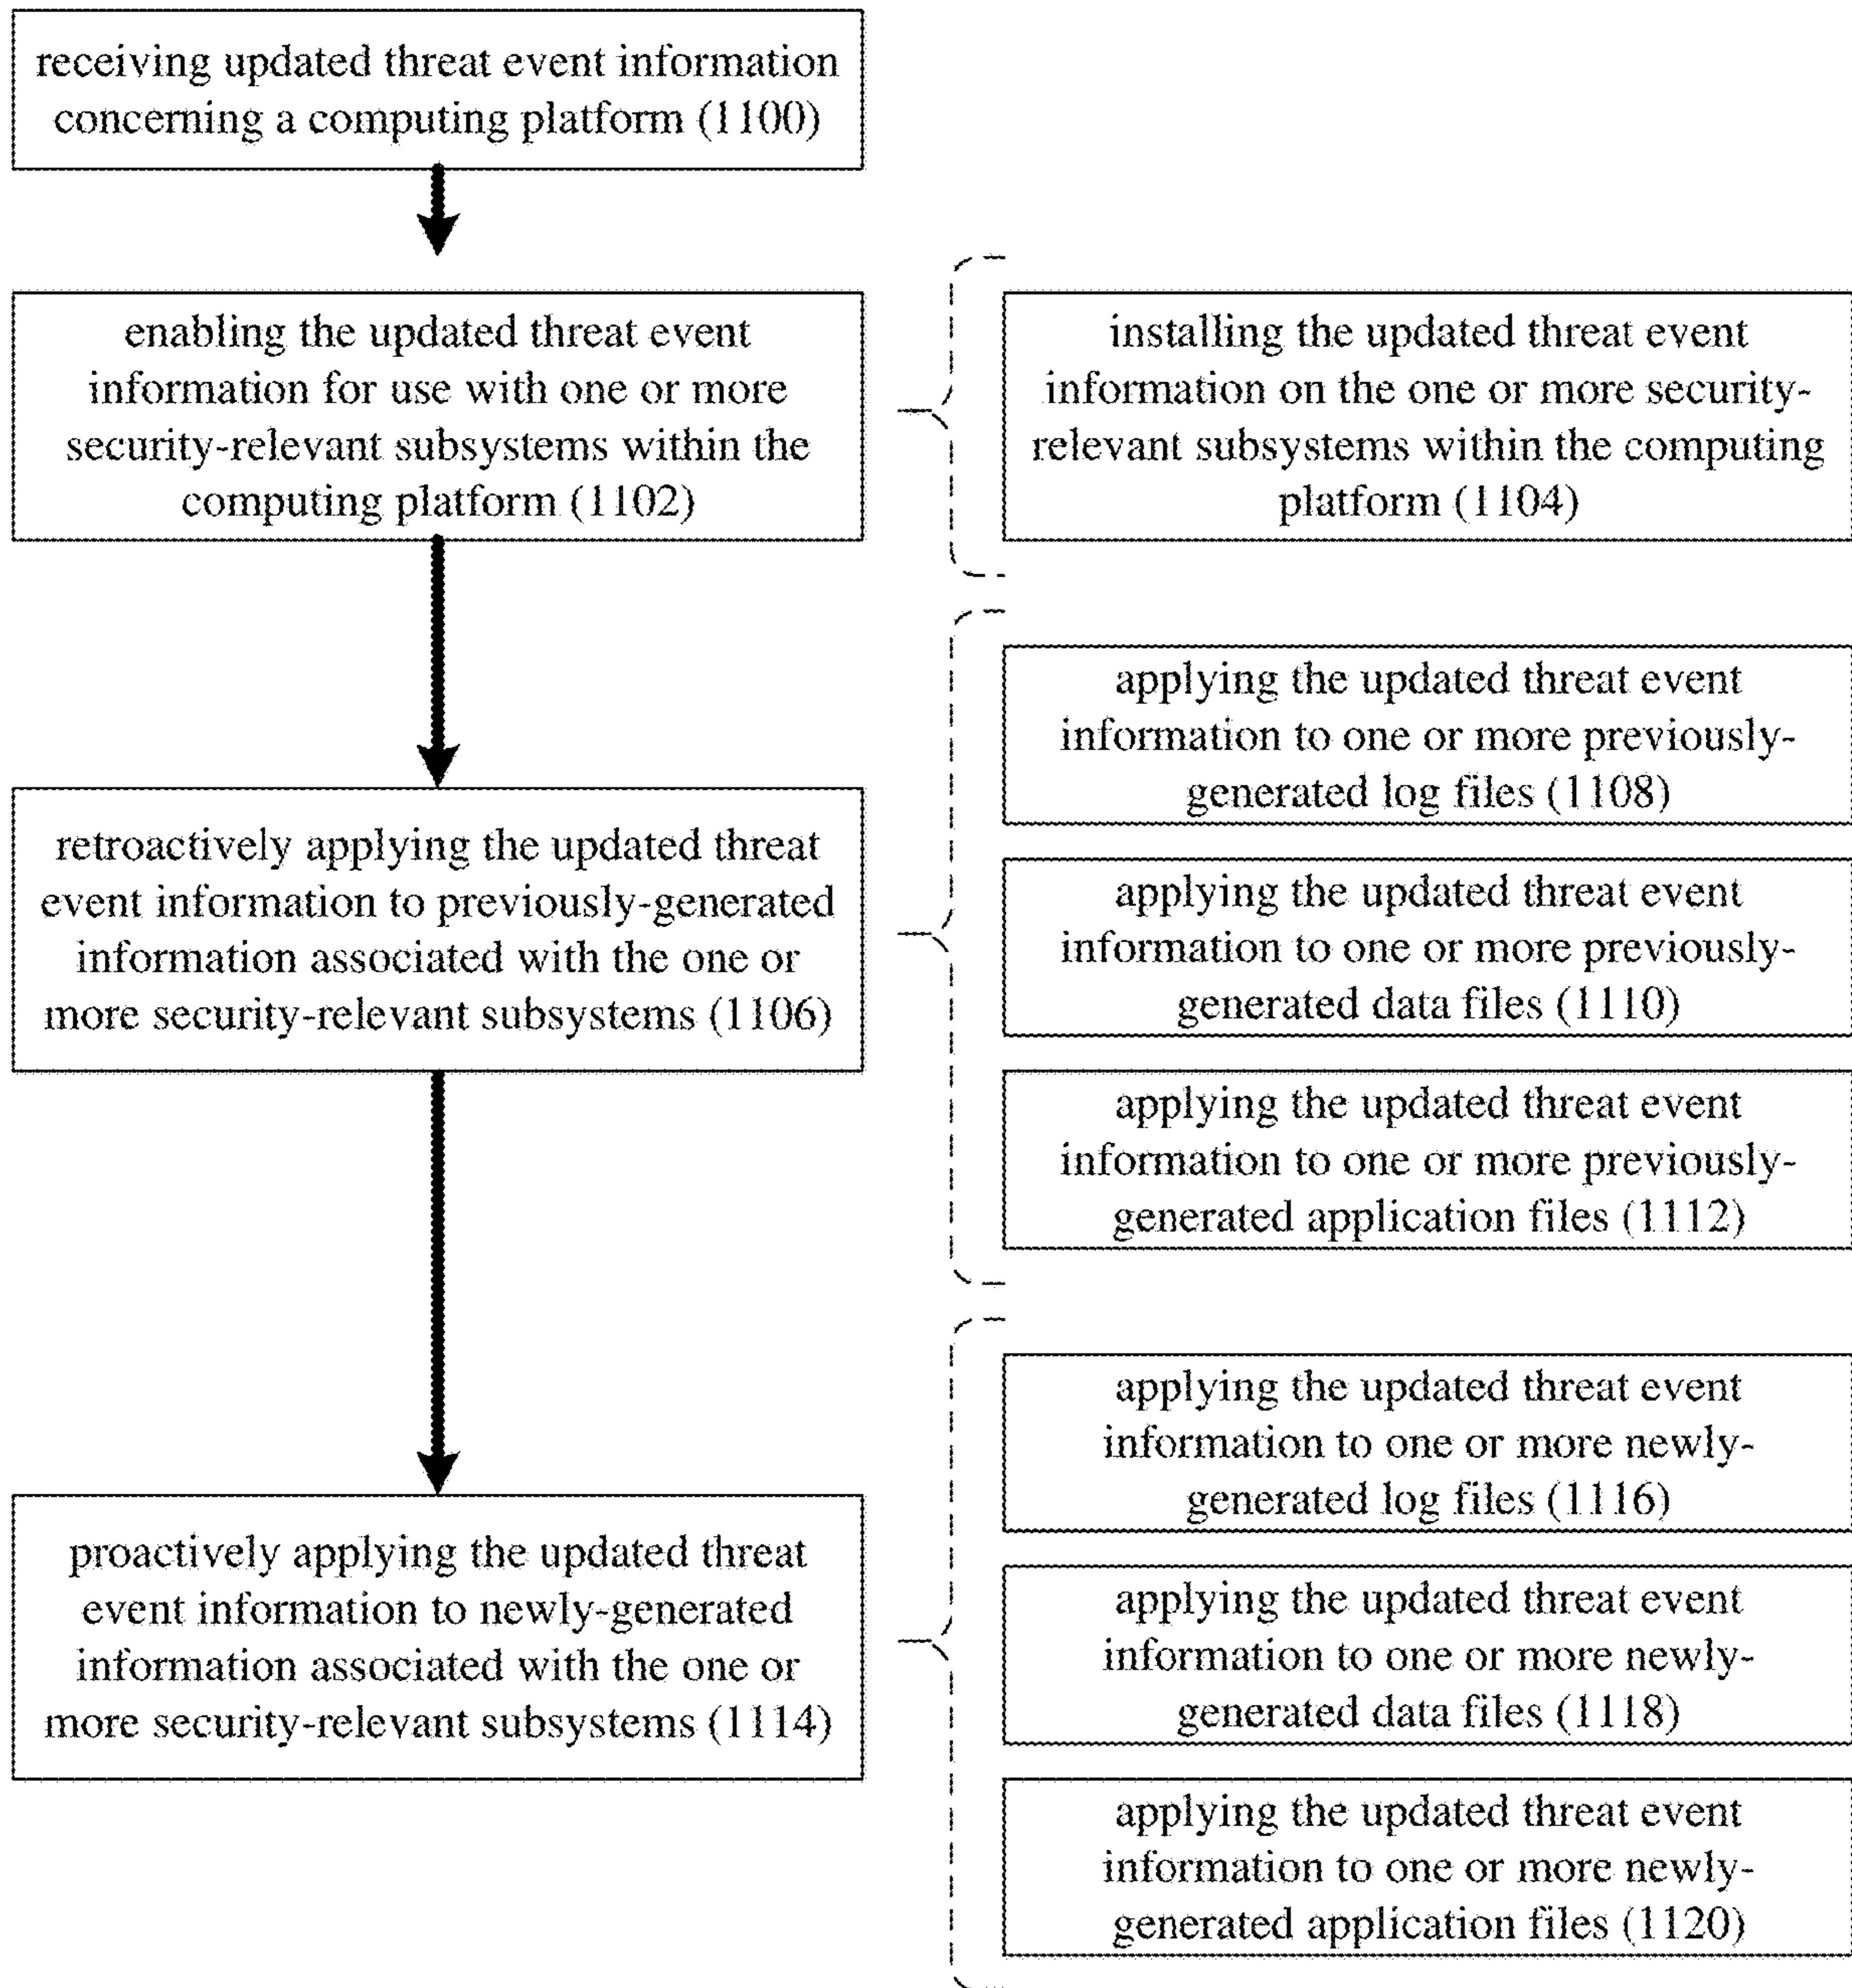 receiving updated threat event information
concerning a computing platform (1100)
enabling the updated threat event
information for use with one or more
security-relevant subsystems within the
computing platform (1102)
installing the updated threat event
information on the one or more security-
relevant subsystems within the computing
platform (1104)
retroactively applying the updated threat
event information to previously-generated
information associated with the one or
more security-relevant subsystems (1106)
applying the updated threat event
information to one or more previously-
generated log files (1108)
applying the updated threat event
information to one or more previously-
generated data files (1110)
applying the updated threat event
information to one or more previously-
generated application files (1112)
proactively applying the updated threat
event information to newly-generated
information associated with the one or
more security-relevant subsystems (1114)
applying the updated threat event
information to one or more newly-
generated log files (1116)
applying the updated threat event
information to one or more newly-
generated data files (1118)
applying the updated threat event
information to one or more newly-
generated application files (1120)